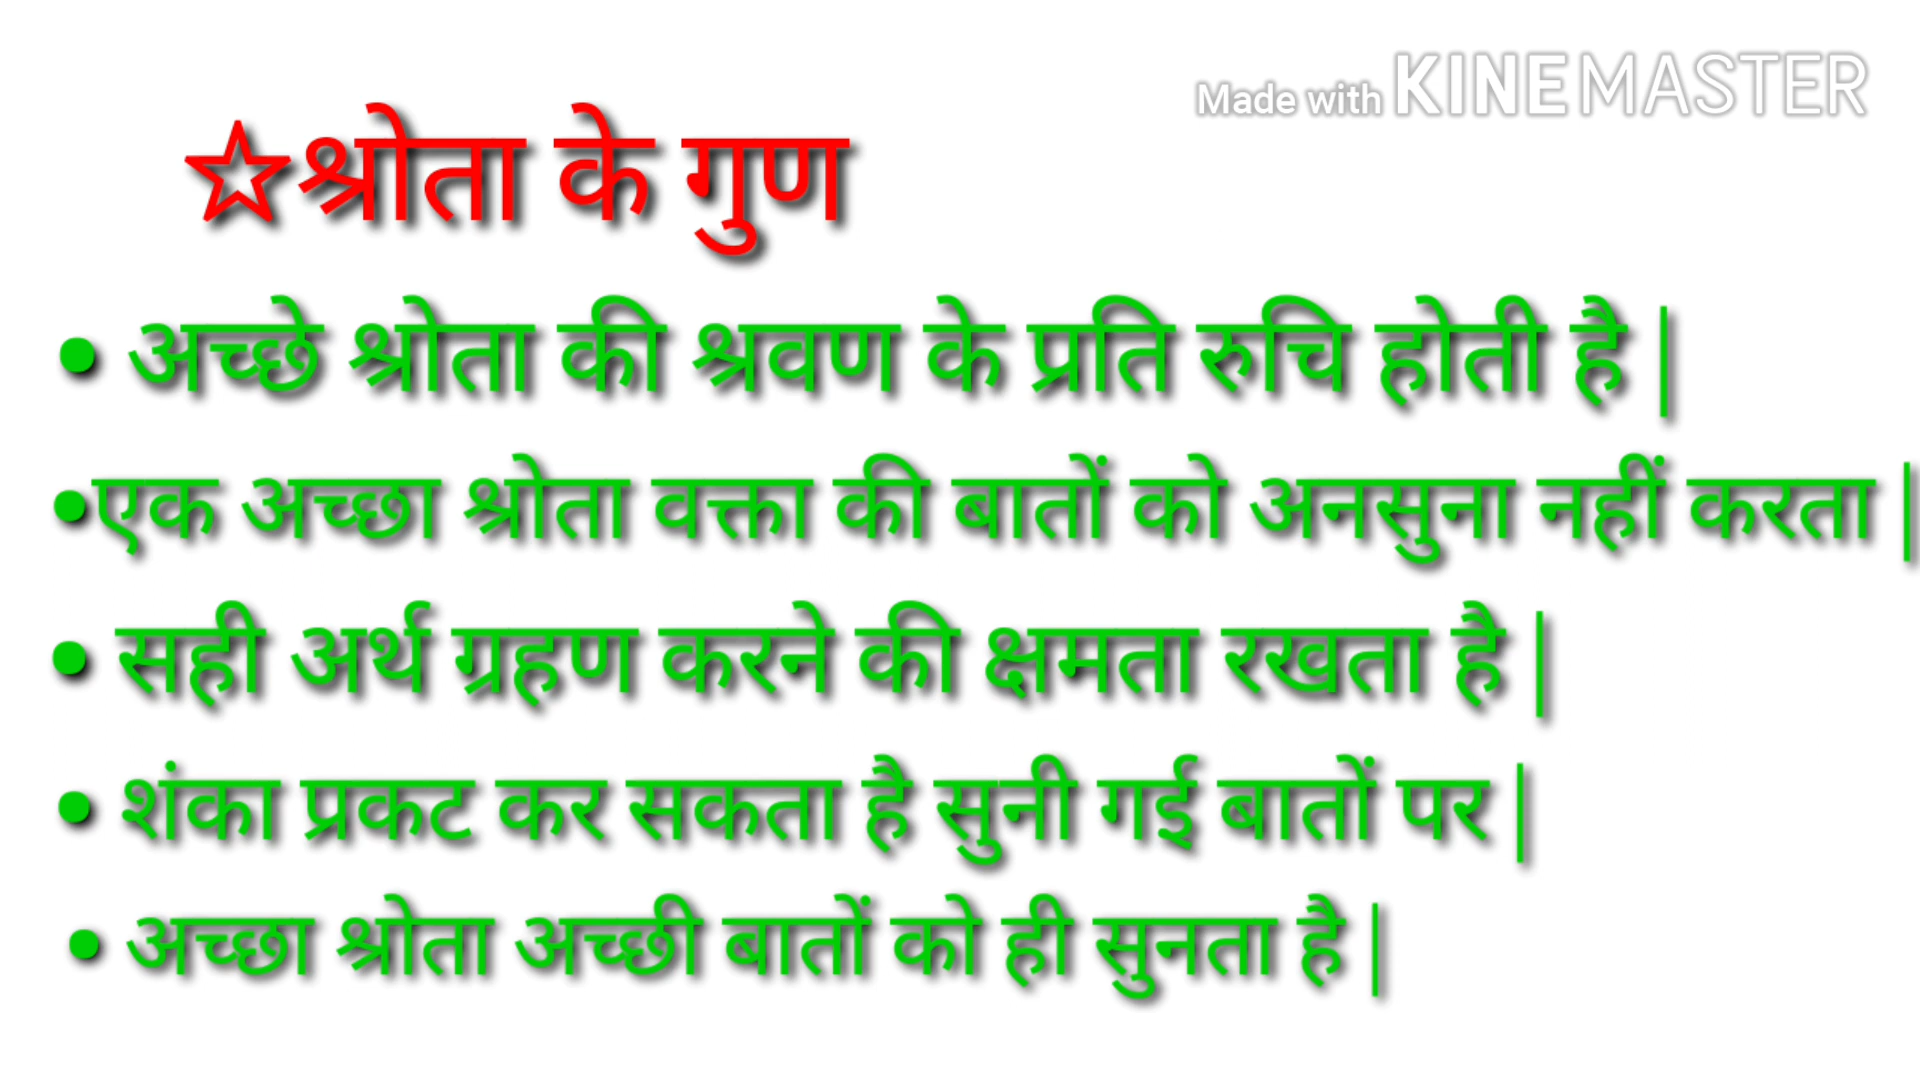 Made with KINEMASTER
☆श्रोता के गुण
• अच्छे श्रोता की श्रवण के प्रति रुचि होती है |
•एक अच्छा श्रोता वक्ता की बातों को अनसुना नहीं करता |
• सही अर्थ ग्रहण करने की क्षमता रखता है |
• शंका प्रकट कर सकता है सुनी गई बातों पर |
• अच्छा श्रोता अच्छी बातों को ही सुनता है |